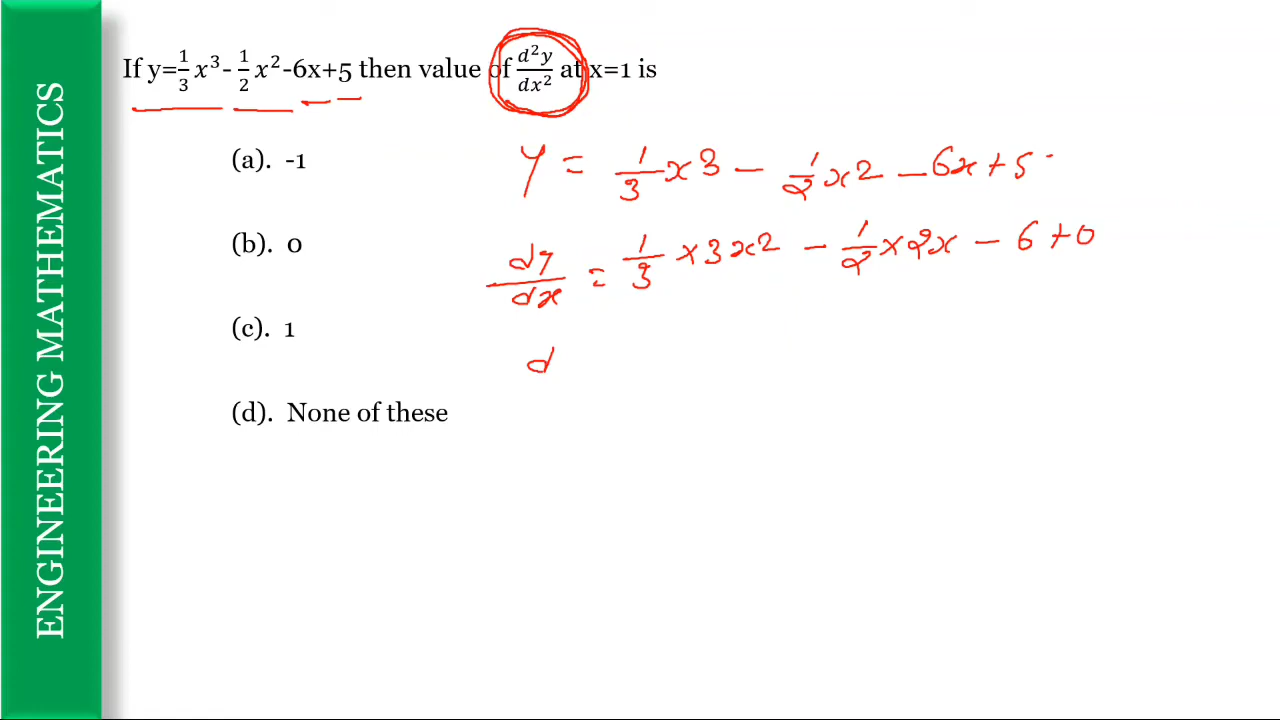 ENGINEERING MATHEMATICS
If y=1/3 x³-1/2 x²-6x+5 then value of d²y/dx² at x=1 is
(a). -1
(b). 0
(c). 1
(d). None of these
y = 1/3 x3 - 1/2 x2 - 6x + 5
dy/dx = 1/3 × 3x2 - 1/2 × 2x - 6 + 0
d